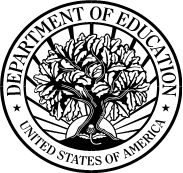 DEPARTMENT OF EDUCATION
UNITED STATES OF AMERICA